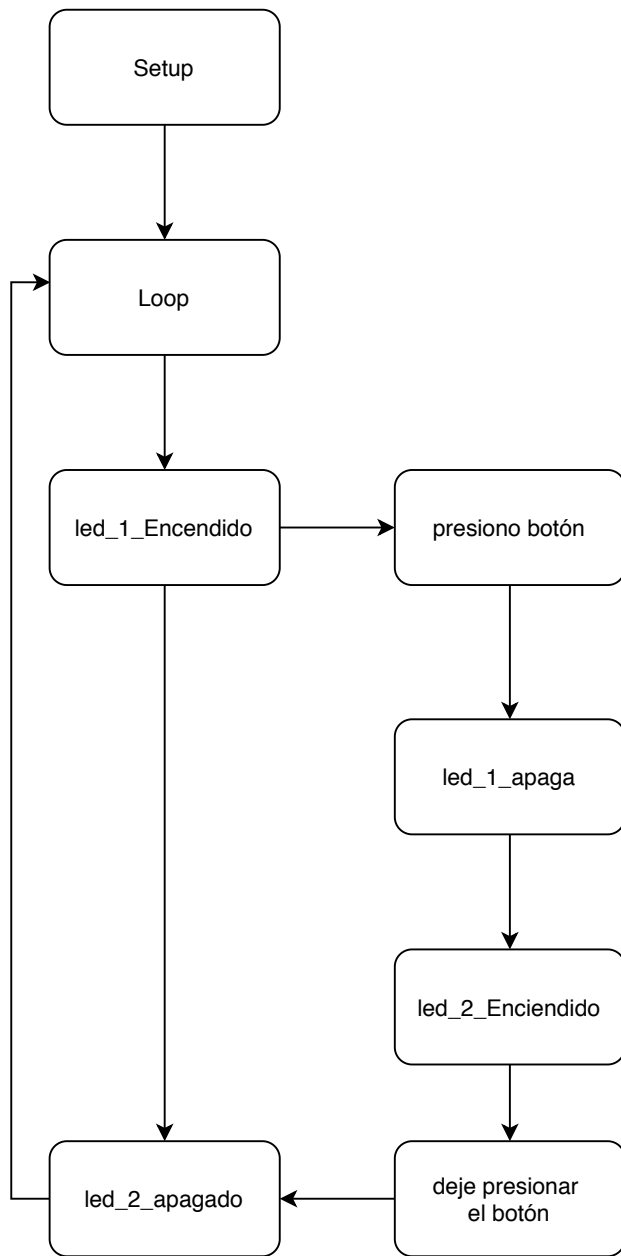 Setup
Loop
led_1_Encendido
presiono botón
led_1_apaga
led_2_Enciendido
led_2_apagado
deje presionar
el botón